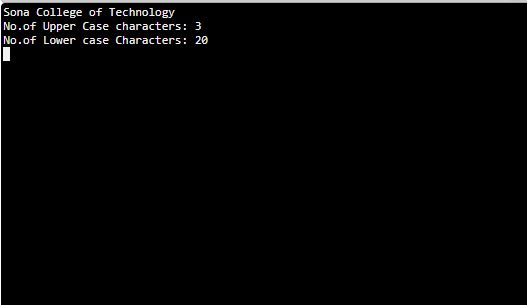 Sona College of Technology
No.of Upper Case characters: 3
No.of Lower case Characters: 20